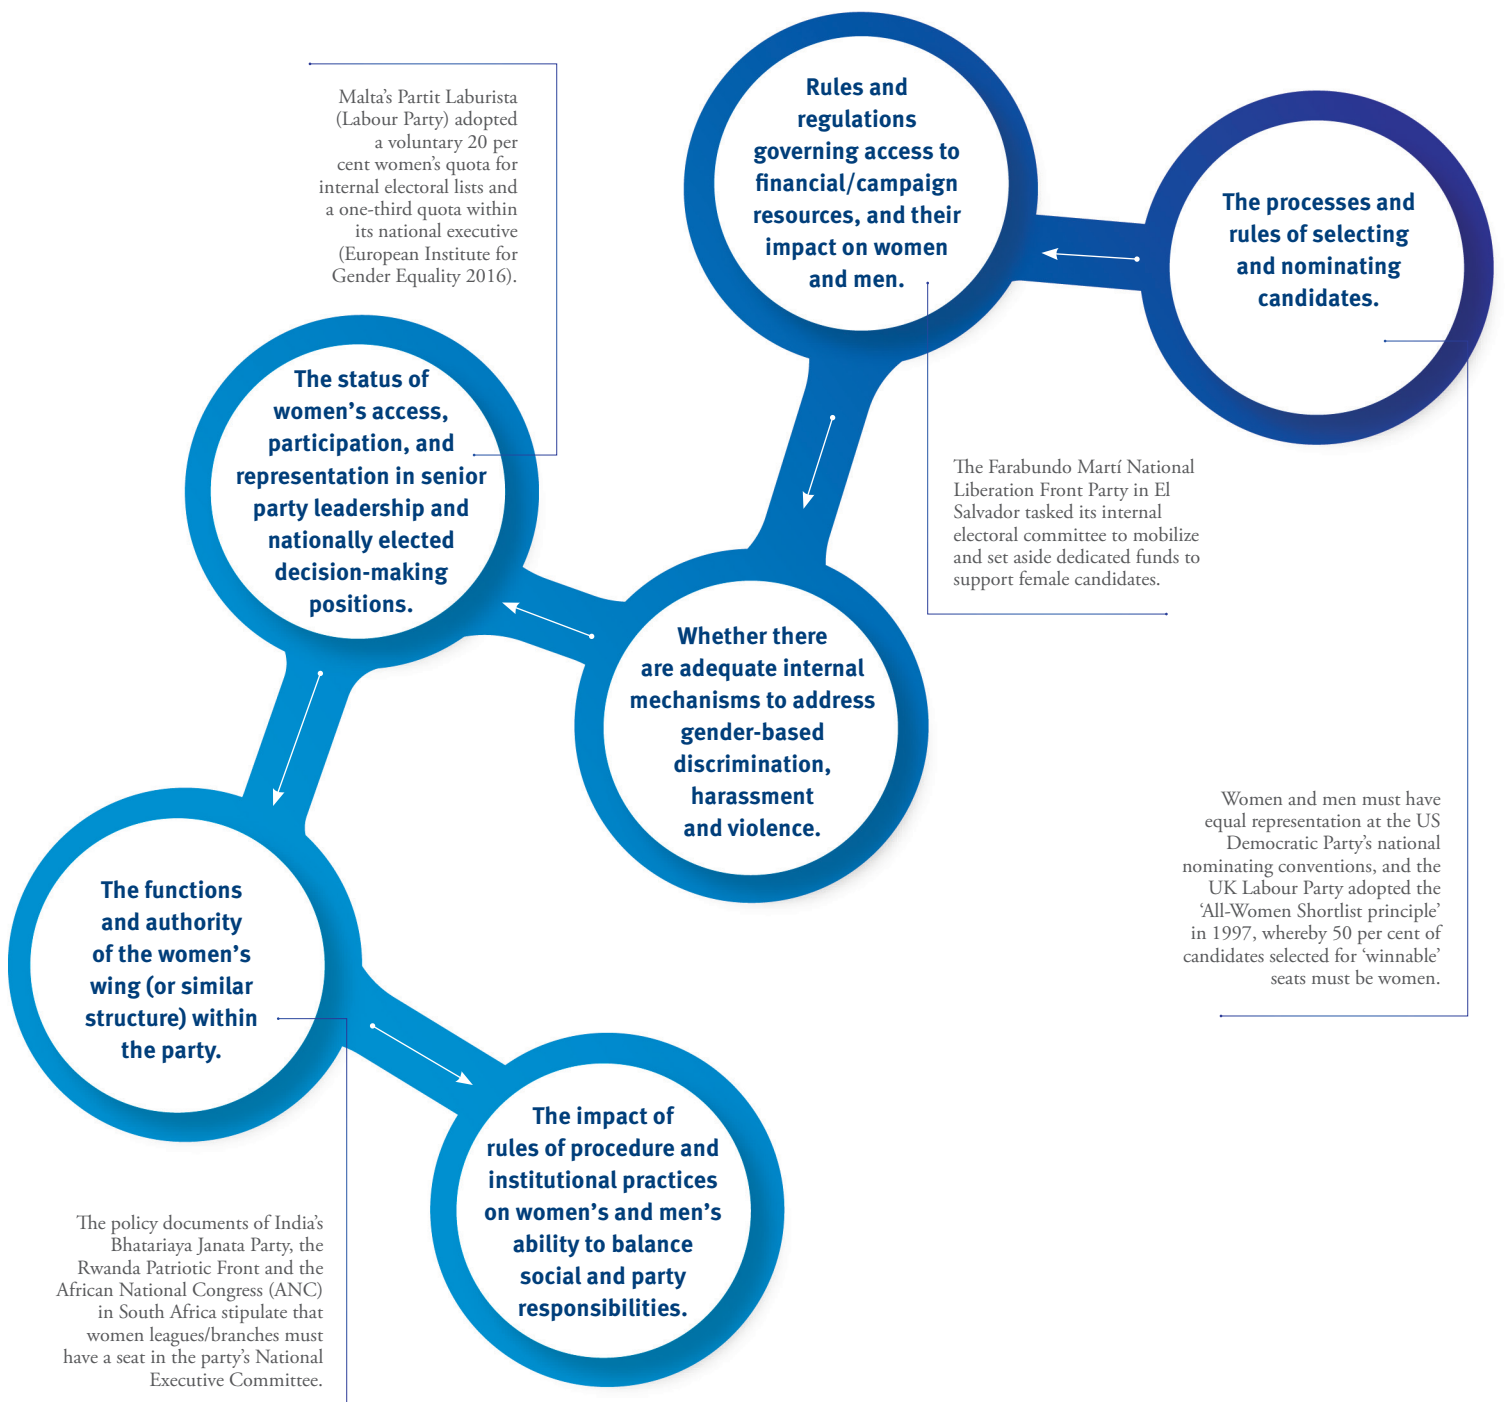 Malta's Partit Laburista
(Labour Party) adopted
a voluntary 20 per
cent women's quota for
internal electoral lists and
a one-third quota within
its national executive
(European Institute for
Gender Equality 2016).
Rules and
regulations
governing access to
financial/campaign
resources, and their
impact on women
and men.
The processes and
rules of selecting
and nominating
candidates.
The status of
women's access,
participation, and
representation in senior
party leadership and
nationally elected
decision-making
positions.
The Farabundo Martí National
Liberation Front Party in El
Salvador tasked its internal
electoral committee to mobilize
and set aside dedicated funds to
support female candidates.
Whether there
are adequate internal
mechanisms to address
gender-based
discrimination,
harassment
and violence.
Women and men must have
equal representation at the US
Democratic Party's national
nominating conventions, and the
UK Labour Party adopted the
‘All-Women Shortlist principle’
in 1997, whereby 50 per cent of
candidates selected for ‘winnable’
seats must be women.
The functions
and authority
of the women's
wing (or similar
structure) within
the party.
The impact of
rules of procedure and
institutional practices
on women's and men's
ability to balance
social and party
responsibilities.
The policy documents of India's
Bhatariaya Janata Party, the
Rwanda Patriotic Front and the
African National Congress (ANC)
in South Africa stipulate that
women leagues/branches must
have a seat in the party's National
Executive Committee.